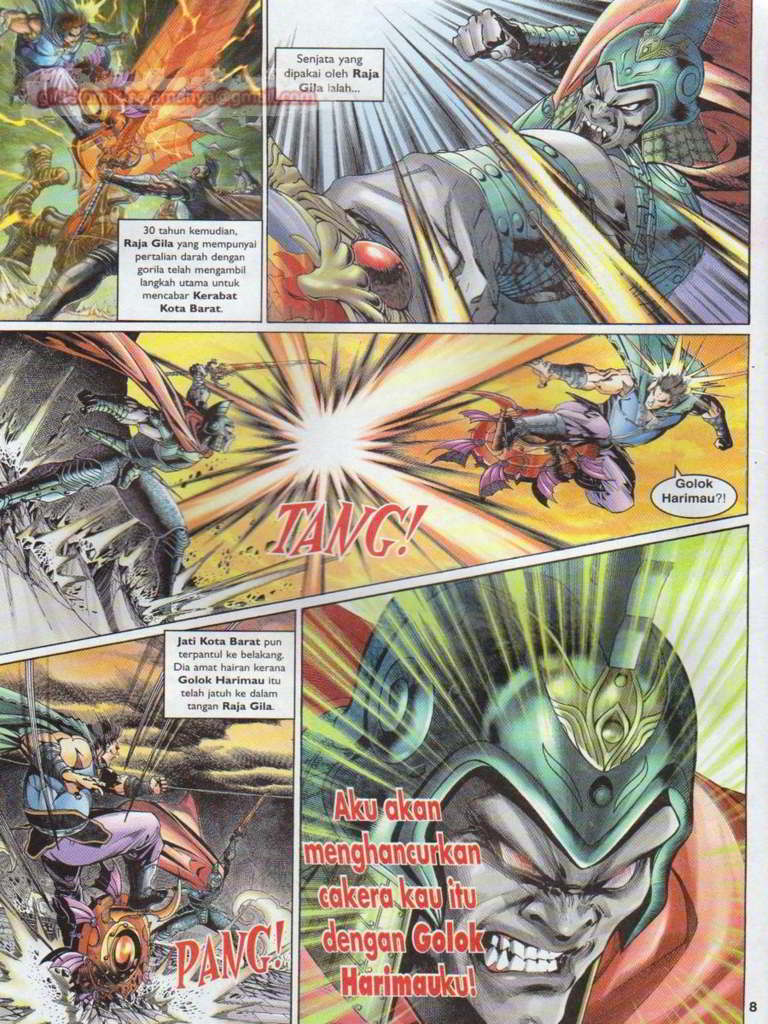 30 tahun kemudian,
Raja Gila yang mempunyai
pertalian darah dengan
gorila telah mengambil
langkah utama untuk
mencabar Kerabat
Kota Barat.
Senjata yang
dipakai oleh Raja
Gila ialah...
TANG!
Golok
Harimau?!
Jati Kota Barat pun
terpantul ke belakang.
Dia amat hairan kerana
Golok Harimau itu
telah jatuh ke dalam
tangan Raja Gila.
PANG!
Aku akan
menghancurkan
cakera kau itu
dengan Golok
Harimauku!
8